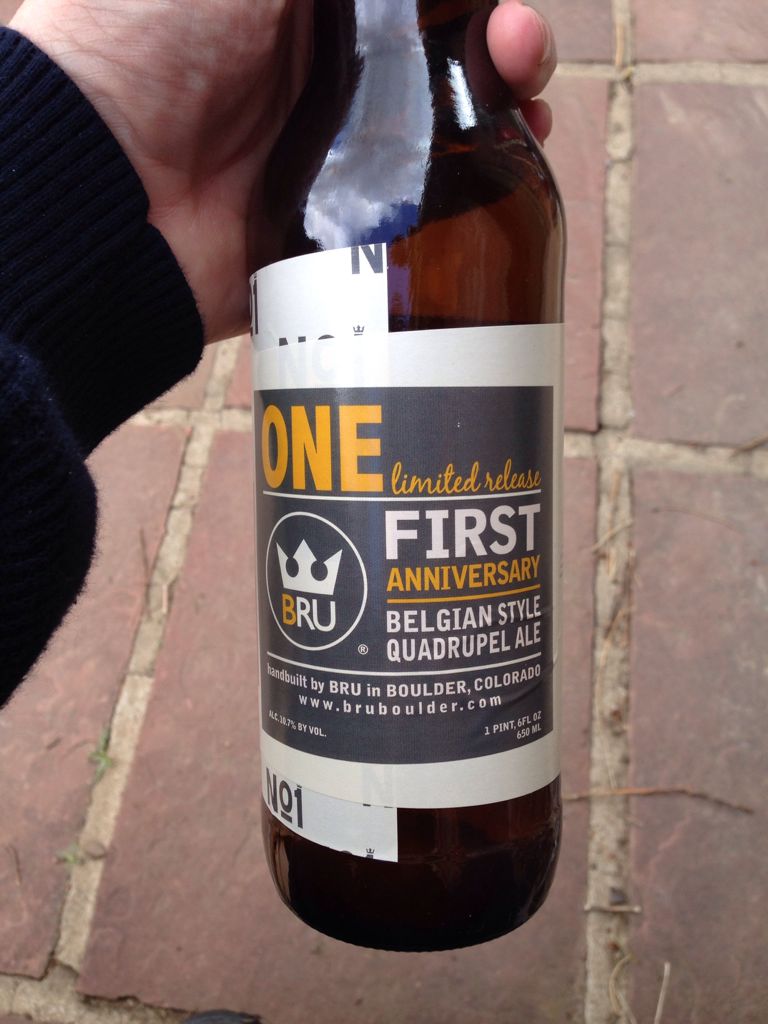 N
No1
ONE
limited release
FIRST
ANNIVERSARY
BRU
®
BELGIAN STYLE
QUADRUPEL ALE
handbuilt by BRU in BOULDER, COLORADO
www.bruboulder.com
ALC. 10.7% BY VOL.
1 PINT, 6FL OZ
650 ML
No1
N